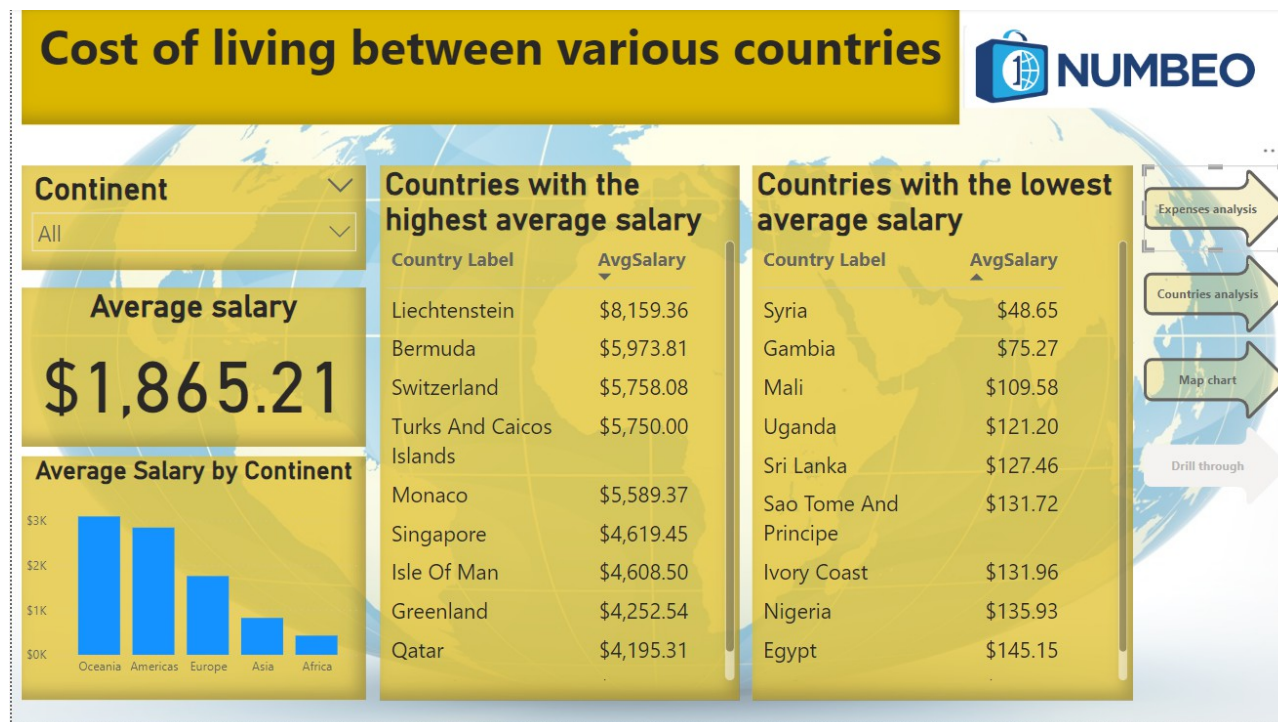 Cost of living between various countries
1 NUMBEO
Continent
All
Average salary
$1,865.21
Average Salary by Continent
$3K
$2K
$1K
$0K
Oceania Americas Europe Asia Africa
Countries with the
highest average salary
Country Label AvgSalary
Liechtenstein $8,159.36
Bermuda $5,973.81
Switzerland $5,758.08
Turks And Caicos $5,750.00
Islands
Monaco $5,589.37
Singapore $4,619.45
Isle Of Man $4,608.50
Greenland $4,252.54
Qatar $4,195.31
Countries with the lowest
average salary
Country Label AvgSalary
Syria $48.65
Gambia $75.27
Mali $109.58
Uganda $121.20
Sri Lanka $127.46
Sao Tome And $131.72
Principe
Ivory Coast $131.96
Nigeria $135.93
Egypt $145.15
Expenses analysis
Countries analysis
Map chart
Drill through